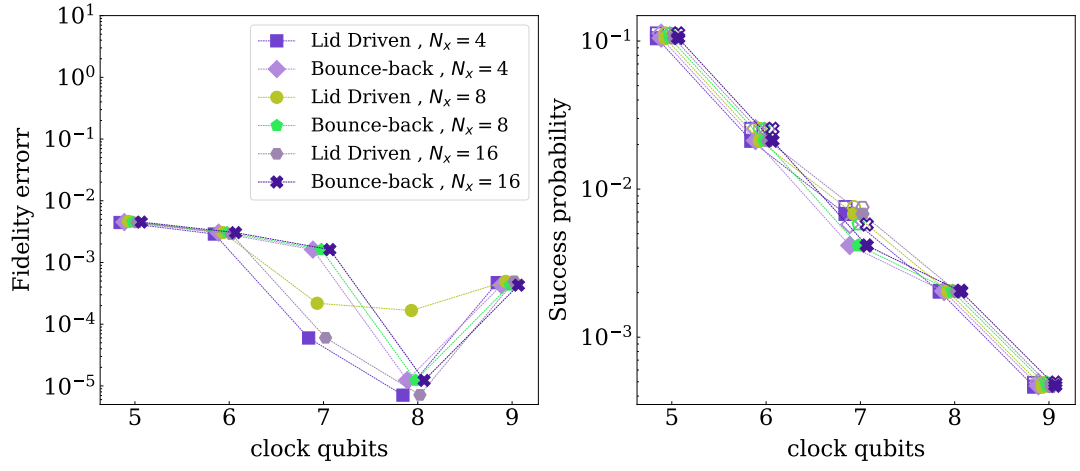 Fidelity errorr
10^1
10^0
10^-1
10^-2
10^-3
10^-4
10^-5
Lid Driven , N_x = 4
Bounce-back , N_x = 4
Lid Driven , N_x = 8
Bounce-back , N_x = 8
Lid Driven , N_x = 16
Bounce-back , N_x = 16
5 6 7 8 9
clock qubits
Success probability
10^-1
10^-2
10^-3
5 6 7 8 9
clock qubits